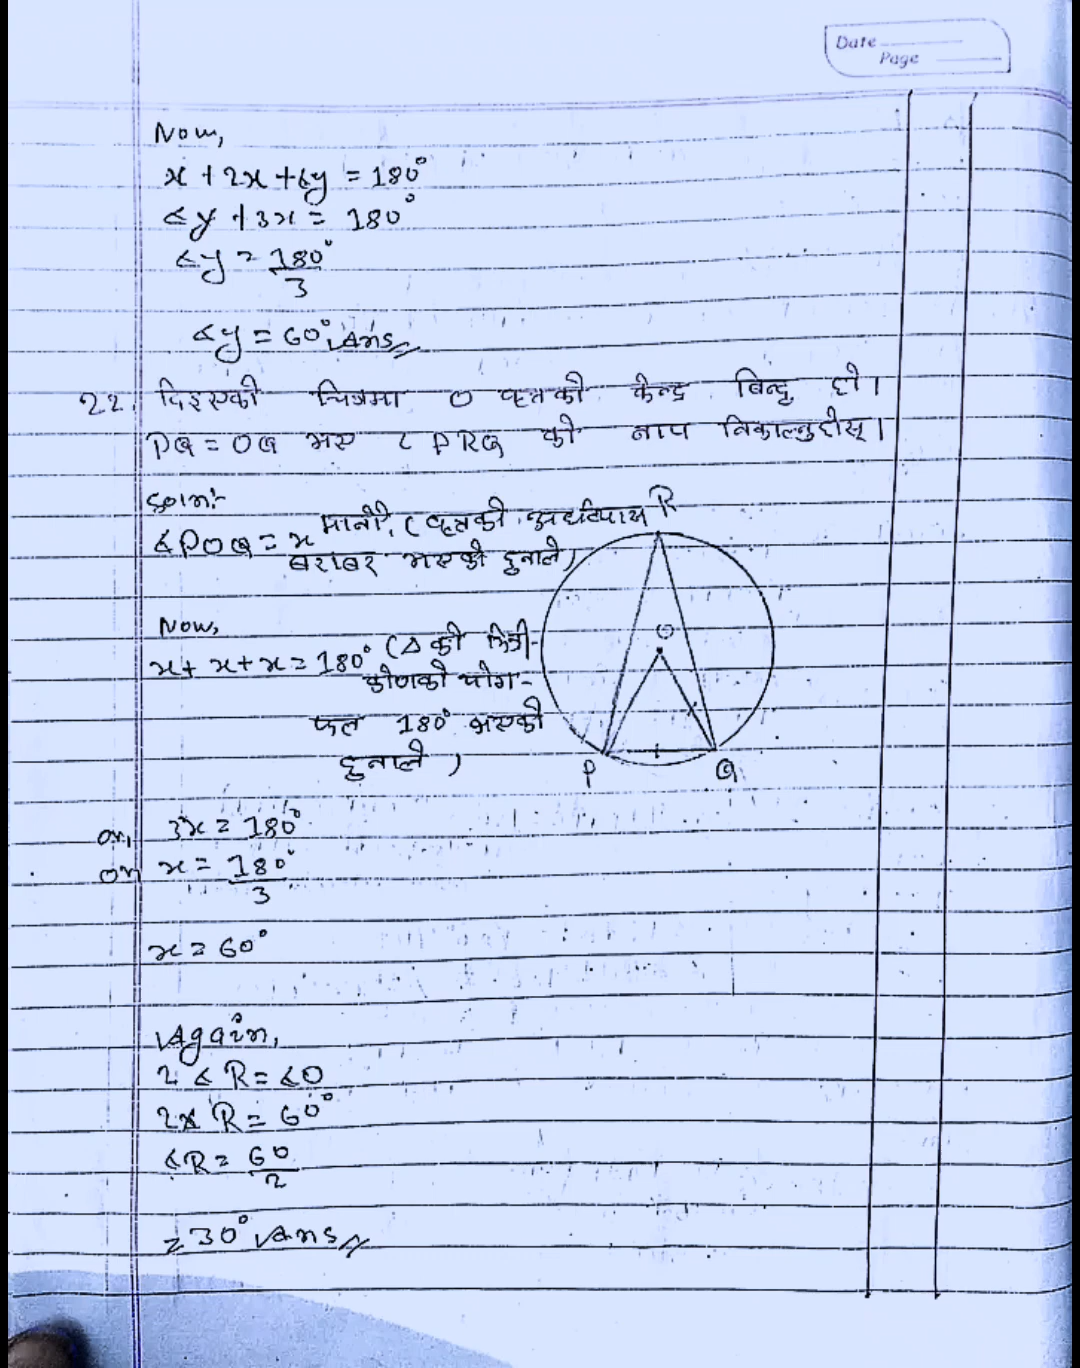 Date
Page
Now,
x + 2x + ∠y = 180°
∠y + 3x = 180°
∠y = 180°/3
∠y = 60° Ans
22. दिइएको चित्रमा O वृत्तको केन्द्र बिन्दु हो।
PQ = OQ भए ∠PRQ को नाप निकाल्नुहोस्।
Soln:-
∠POQ = x मानौं, (वृत्तको अर्धव्यास
बराबर भएको हुनाले)
R
Now,
x + x + x = 180° (Δ को भित्री-
कोणको योग-
फल 180° भएको
हुनाले)
O
P Q
or, 3x = 180°
or x = 180°/3
x = 60°
Again,
2∠R = ∠O
2∠R = 60°
∠R = 60/2
= 30° Ans